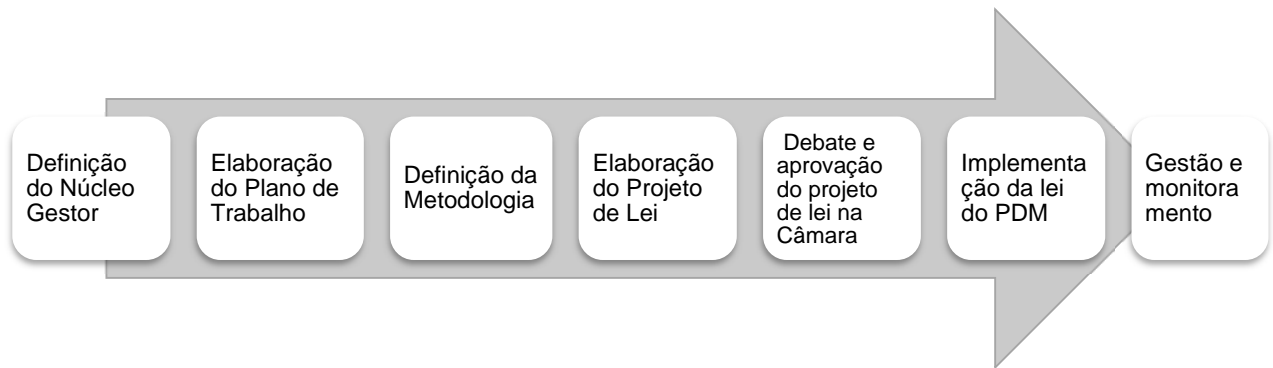 Definição
do Núcleo
Gestor
Elaboração
do Plano de
Trabalho
Definição da
Metodologia
Elaboração
do Projeto
de Lei
Debate e
aprovação
do projeto
de lei na
Câmara
Implementa
ção da lei
do PDM
Gestão e
monitora
mento